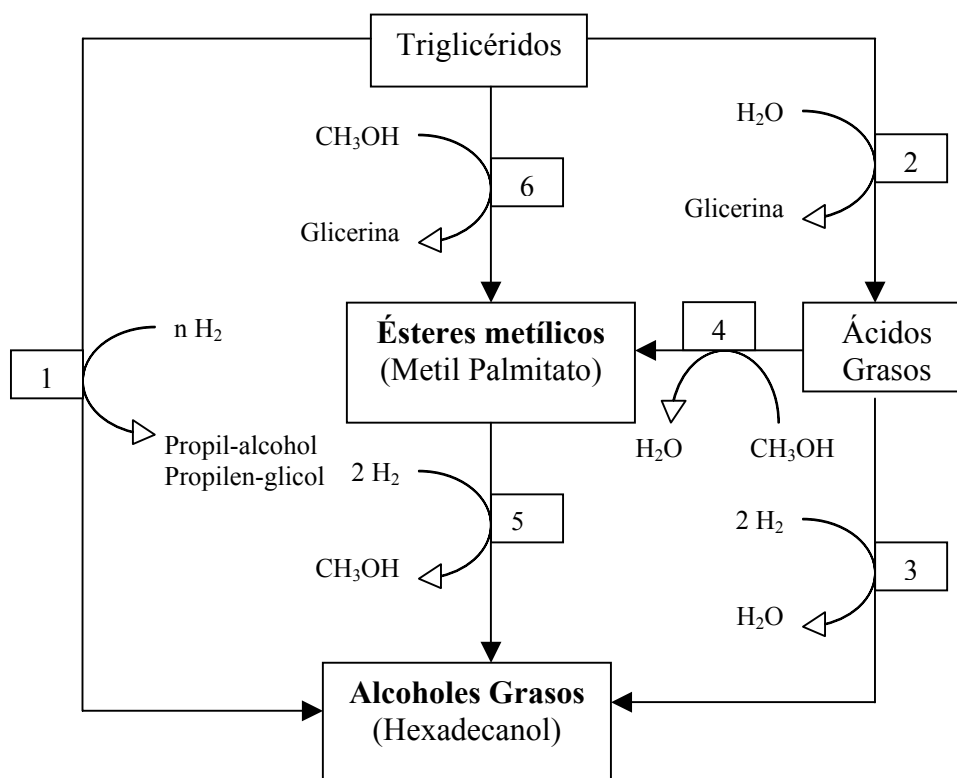 Triglicéridos
CH₃OH
6
Glicerina
H₂O
2
Glicerina
n H₂
1
Propil-alcohol
Propilen-glicol
Ésteres metílicos
(Metil Palmitato)
4
H₂O
CH₃OH
Ácidos
Grasos
2 H₂
5
CH₃OH
2 H₂
3
H₂O
Alcoholes Grasos
(Hexadecanol)